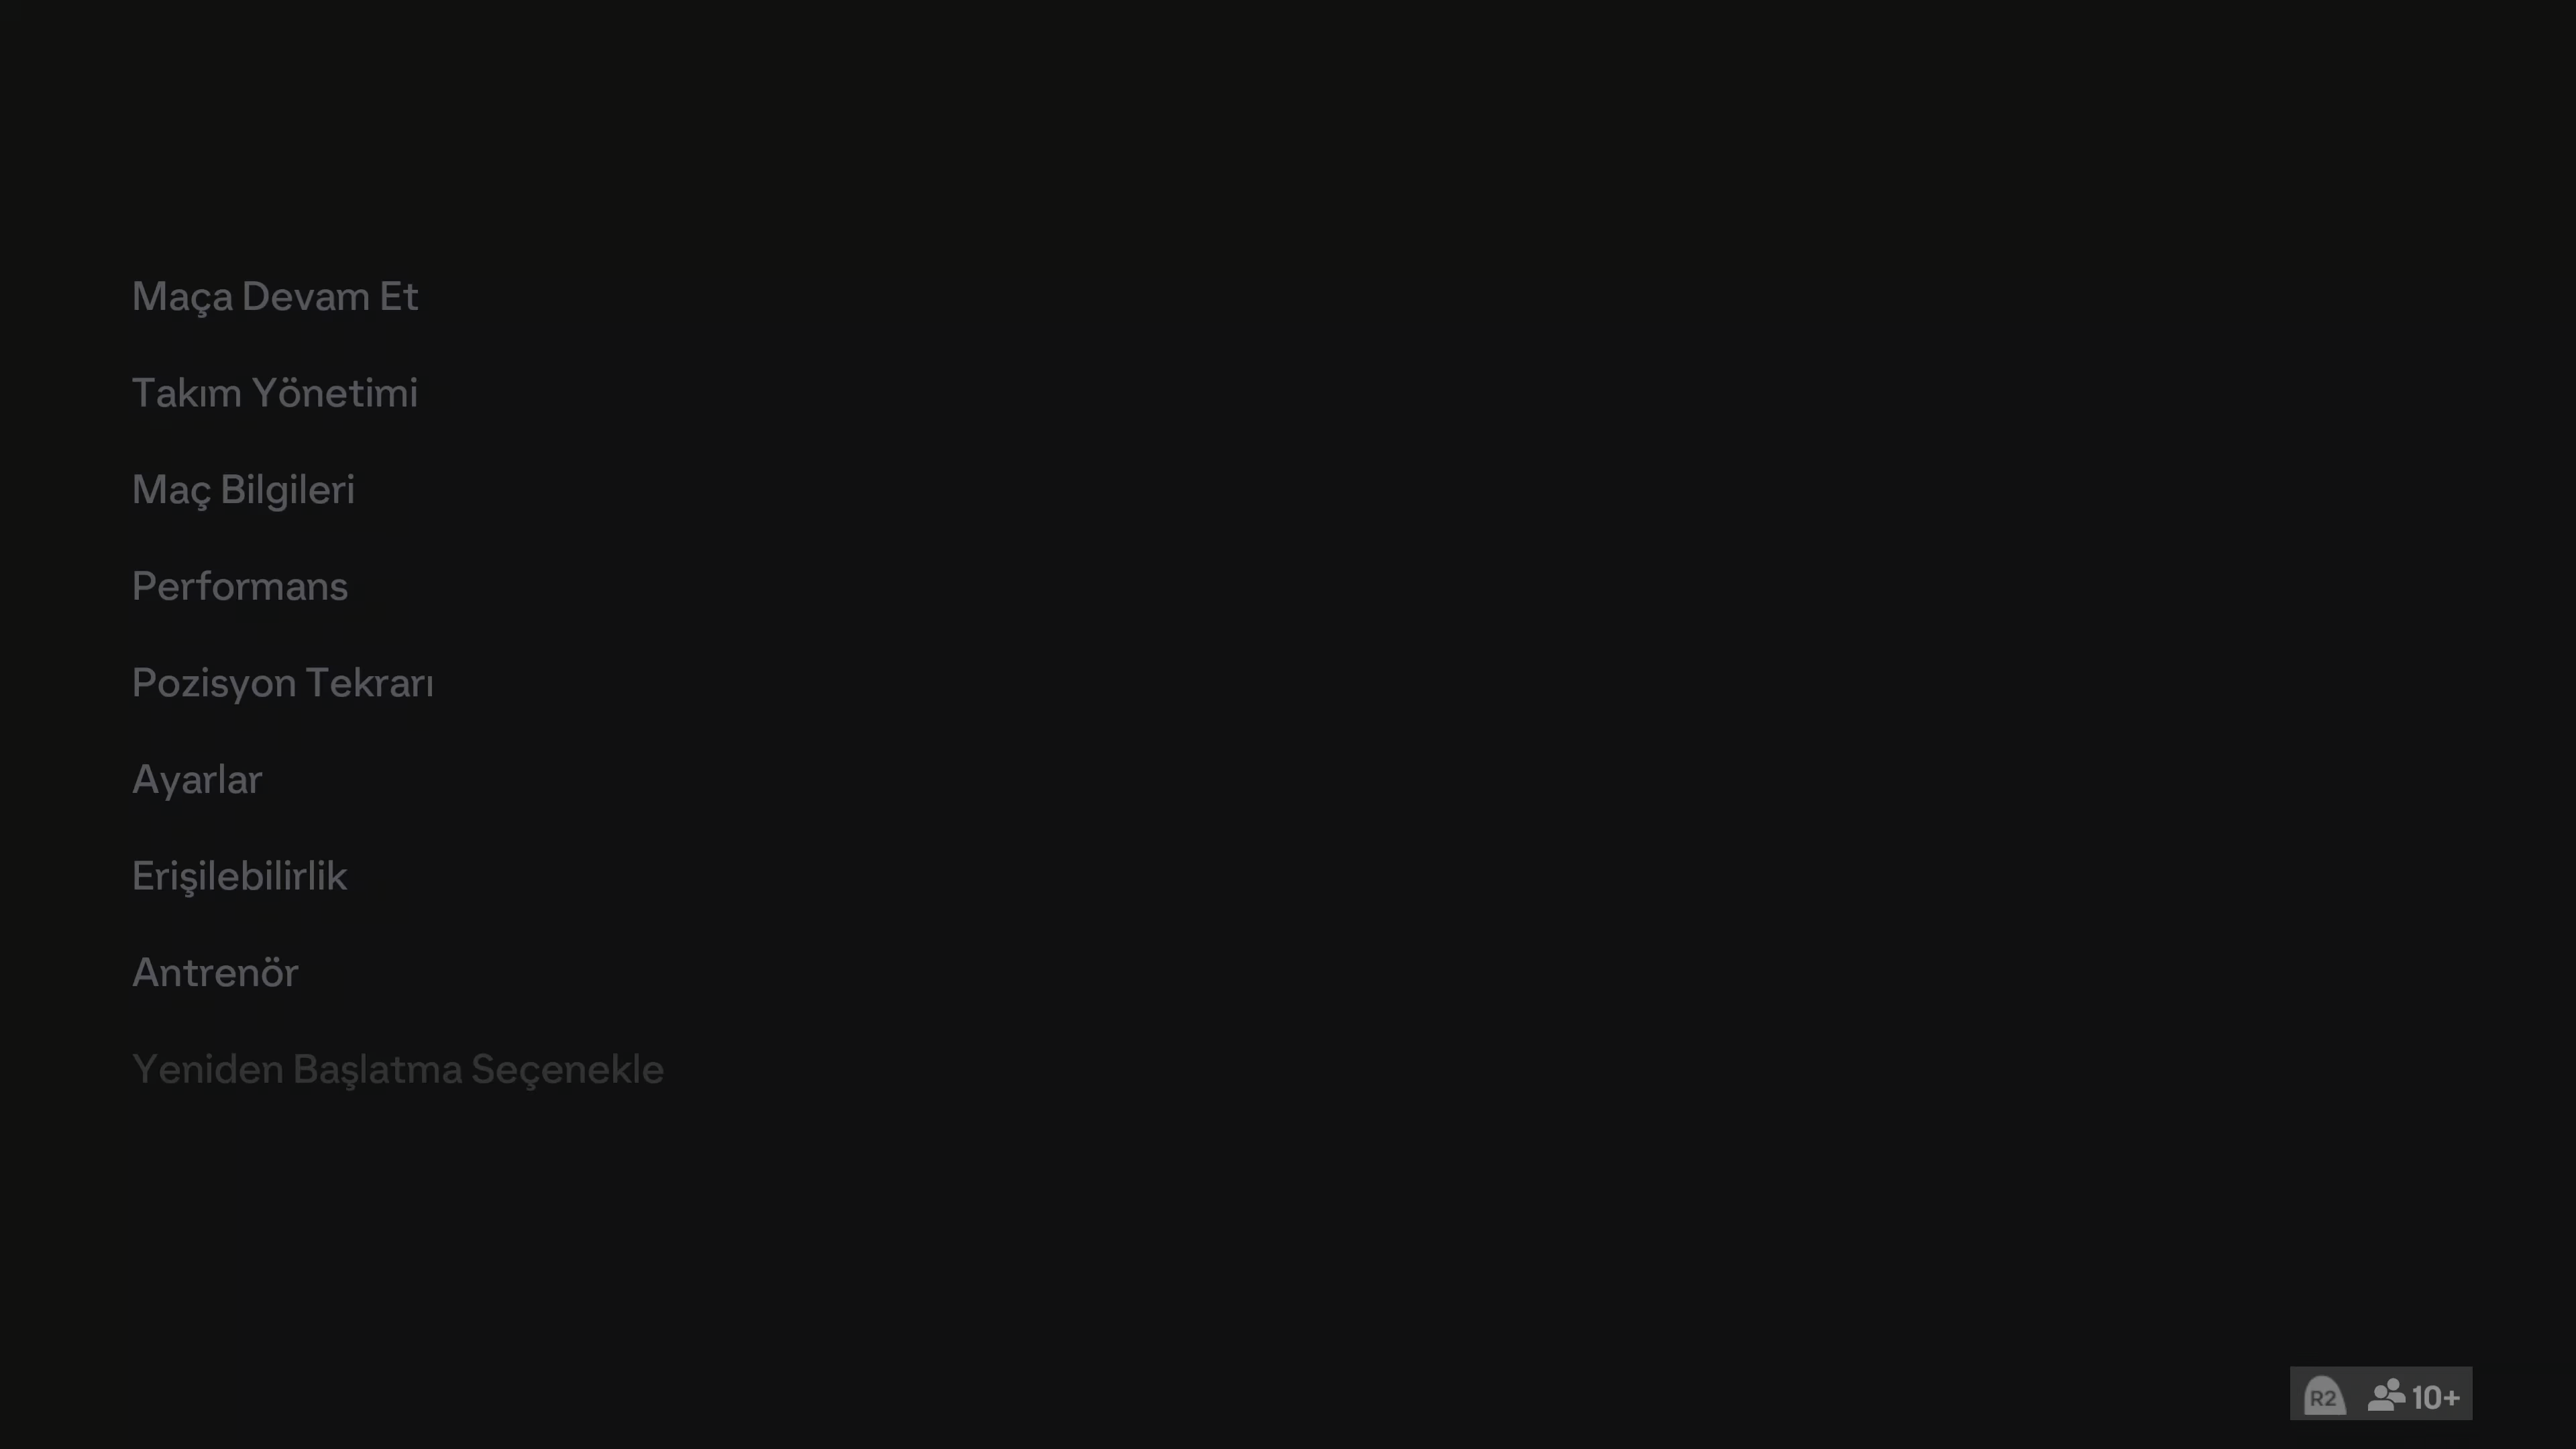 Maça Devam Et
Takım Yönetimi
Maç Bilgileri
Performans
Pozisyon Tekrarı
Ayarlar
Erişilebilirlik
Antrenör
Yeniden Başlatma Seçenekle
R2 10+